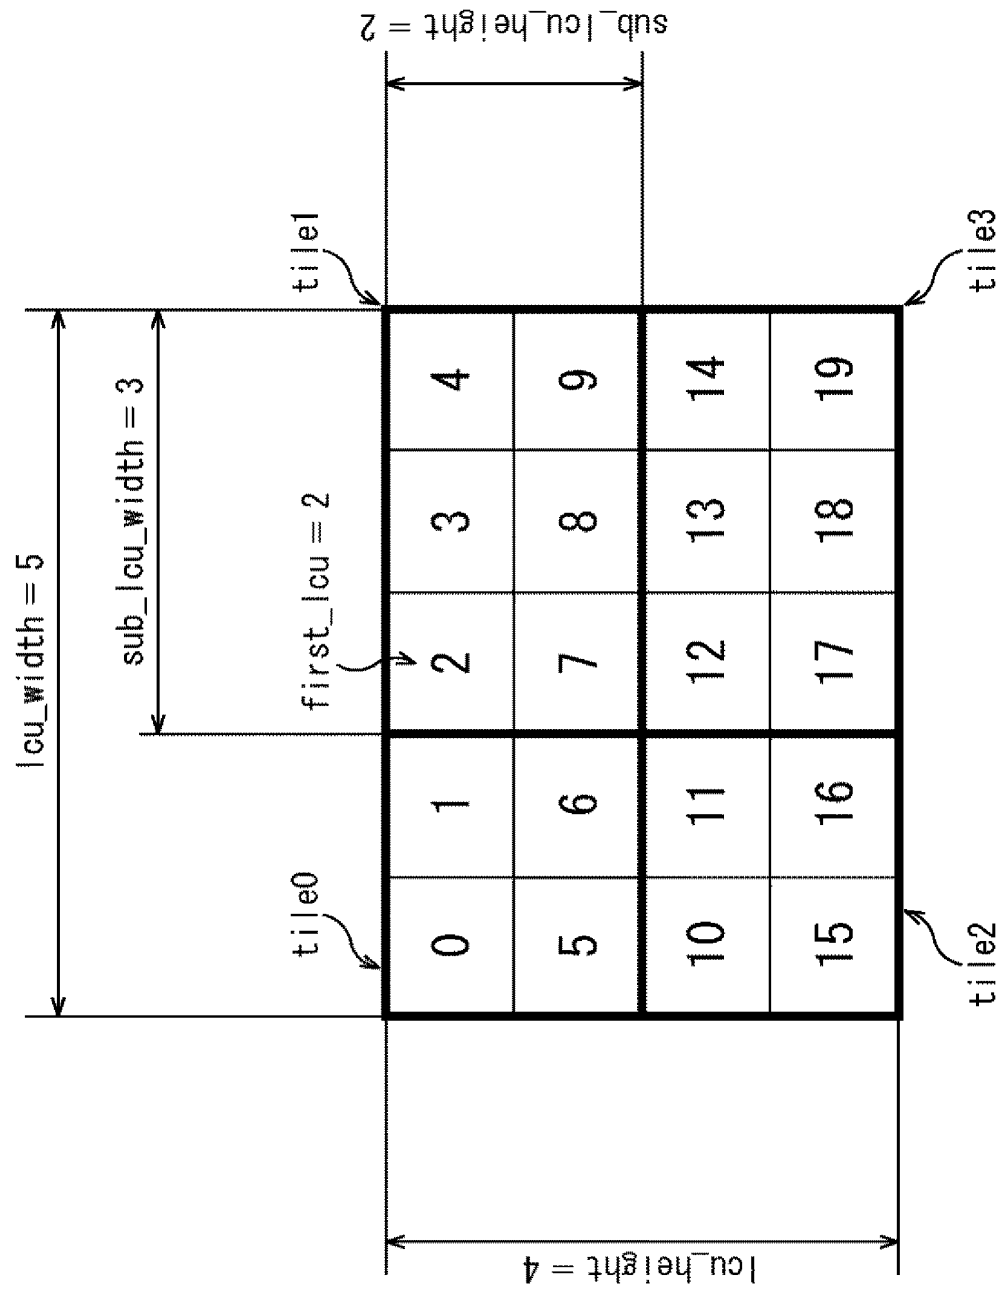 lcu_width = 5
sub_lcu_width = 3
first_lcu = 2
tile0
tile1
0 1 2 3 4
5 6 7 8 9
10 11 12 13 14
15 16 17 18 19
tile2
tile3
lcu_height = 4
sub_lcu_height = 2